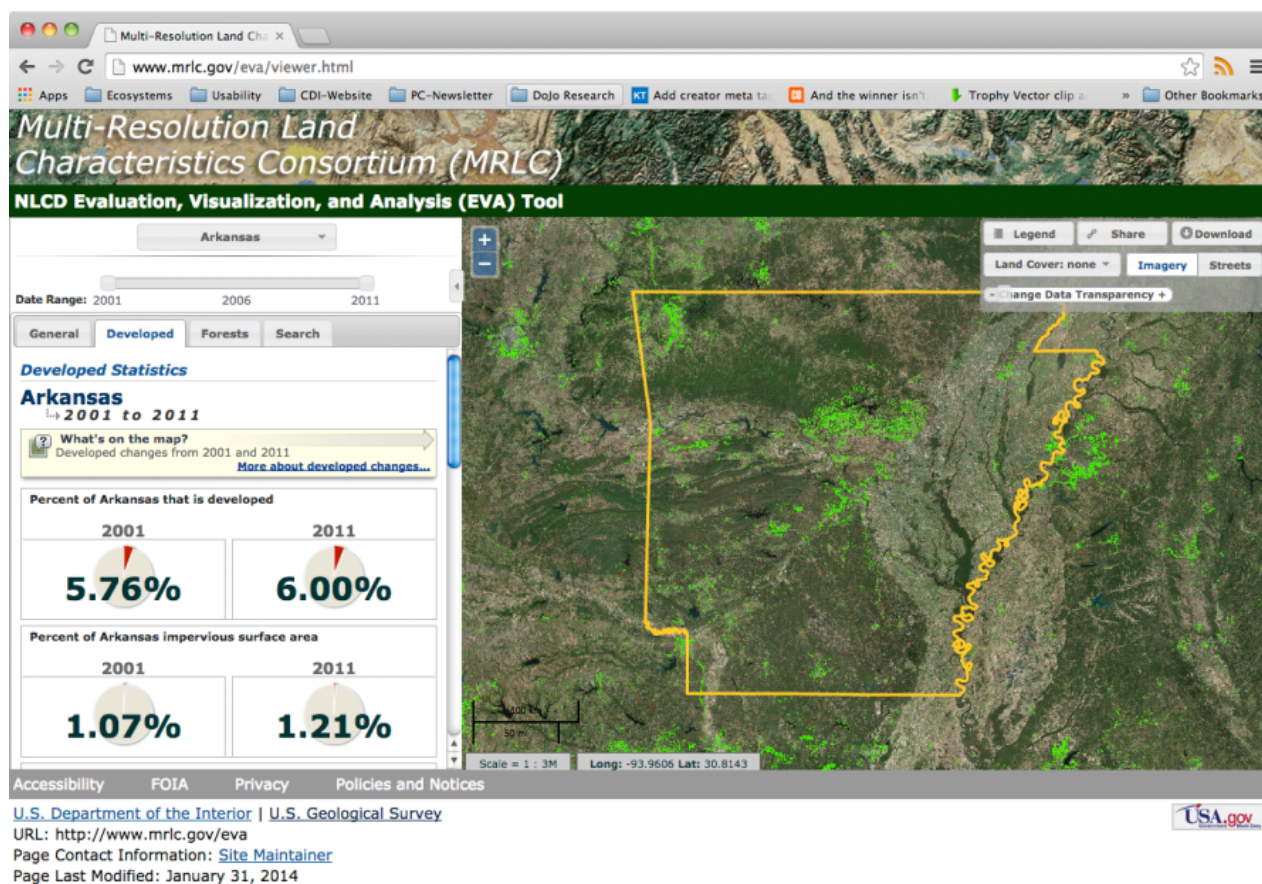 Multi-Resolution Land Cha ×
www.mrlc.gov/eva/viewer.html
Apps Ecosystems Usability CDI-Website PC-Newsletter DoJo Research KT Add creator meta tag And the winner isn't Trophy Vector clip a » Other Bookmarks
Multi-Resolution Land
Characteristics Consortium (MRLC)
NLCD Evaluation, Visualization, and Analysis (EVA) Tool
Arkansas
Date Range: 2001 2006 2011
General Developed Forests Search
Developed Statistics
Arkansas
2001 to 2011
What's on the map?
Developed changes from 2001 and 2011
More about developed changes...
Percent of Arkansas that is developed
2001 2011
5.76% 6.00%
Percent of Arkansas impervious surface area
2001 2011
1.07% 1.21%
+
−
Legend Share Download
Land Cover: none Imagery Streets
- Change Data Transparency +
Scale = 1 : 3M Long: -93.9606 Lat: 30.8143
Accessibility FOIA Privacy Policies and Notices
U.S. Department of the Interior | U.S. Geological Survey
URL: http://www.mrlc.gov/eva
Page Contact Information: Site Maintainer
Page Last Modified: January 31, 2014
USA.gov